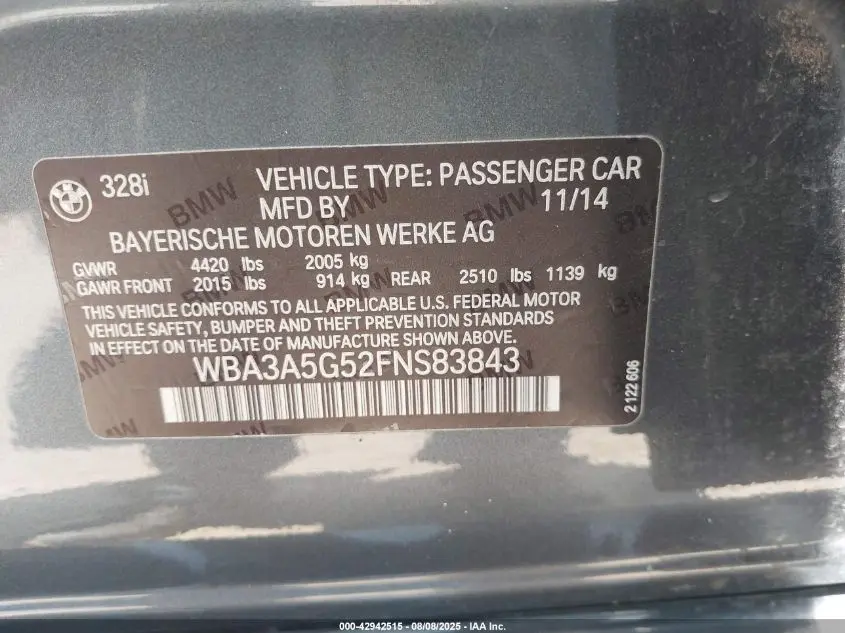 328i VEHICLE TYPE: PASSENGER CAR
MFD BY 11/14
BAYERISCHE MOTOREN WERKE AG
GVWR 4420 lbs 2005 kg
GAWR FRONT 2015 lbs 914 kg REAR 2510 lbs 1139 kg
THIS VEHICLE CONFORMS TO ALL APPLICABLE U.S. FEDERAL MOTOR
VEHICLE SAFETY, BUMPER AND THEFT PREVENTION STANDARDS
IN EFFECT ON THE DATE OF MANUFACTURE SHOWN ABOVE.
WBA3A5G52FNS83843
2 122 606
000-42942515 - 08/08/2025 - IAA Inc.